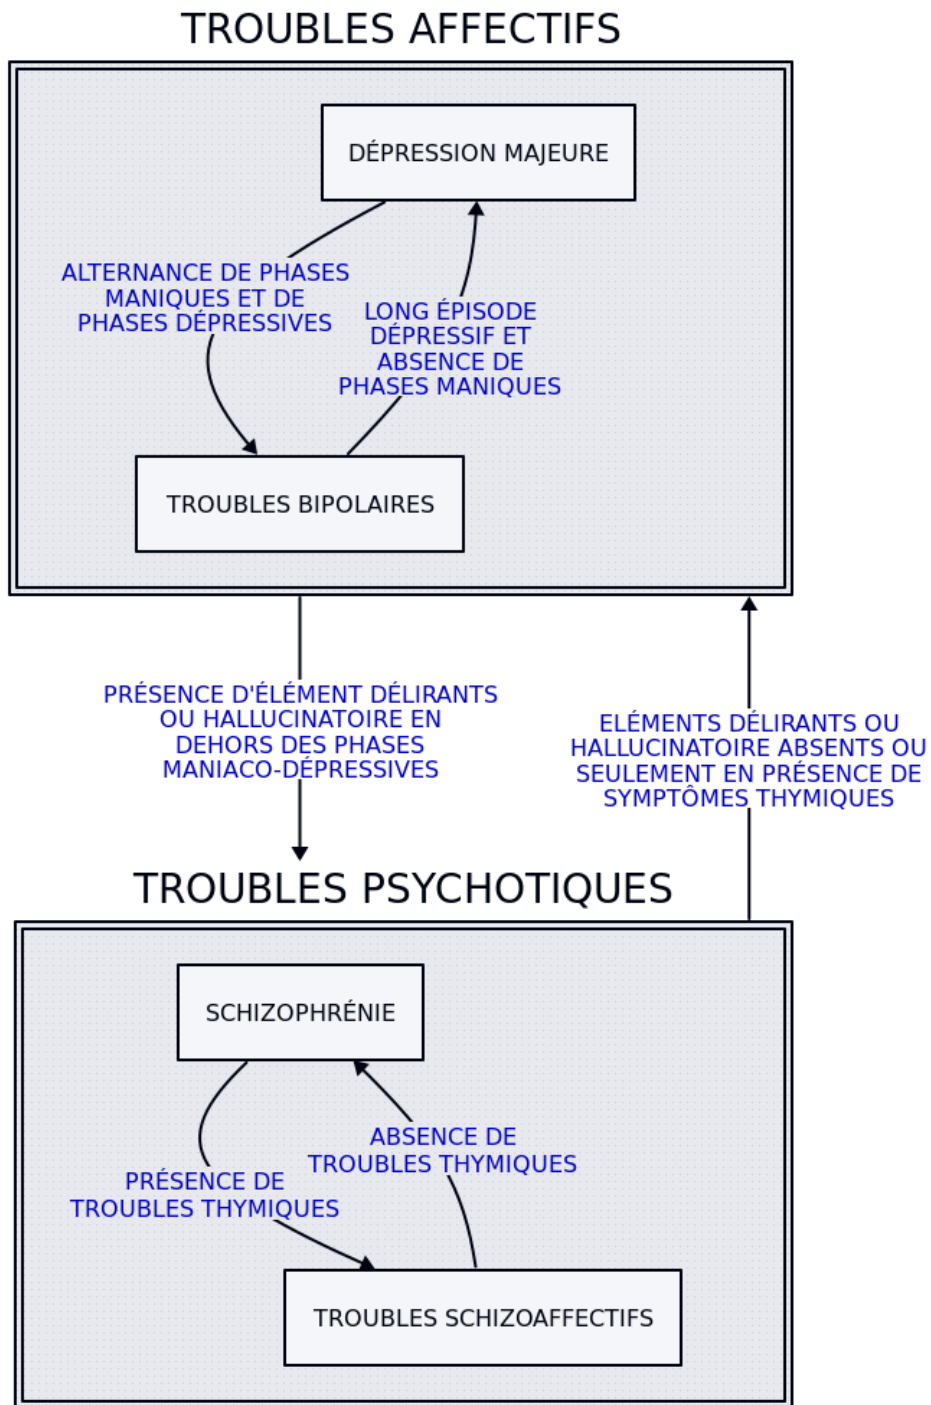 TROUBLES AFFECTIFS
DÉPRESSION MAJEURE
ALTERNANCE DE PHASES
MANIQUES ET DE
PHASES DÉPRESSIVES
LONG ÉPISODE
DÉPRESSIF ET
ABSENCE DE
PHASES MANIQUES
TROUBLES BIPOLAIRES
PRÉSENCE D'ÉLÉMENT DÉLIRANTS
OU HALLUCINATOIRE EN
DEHORS DES PHASES
MANIACO-DÉPRESSIVES
ELÉMENTS DÉLIRANTS OU
HALLUCINATOIRE ABSENTS OU
SEULEMENT EN PRÉSENCE DE
SYMPTÔMES THYMIQUES
TROUBLES PSYCHOTIQUES
SCHIZOPHRÉNIE
ABSENCE DE
TROUBLES THYMIQUES
PRÉSENCE DE
TROUBLES THYMIQUES
TROUBLES SCHIZOAFFECTIFS